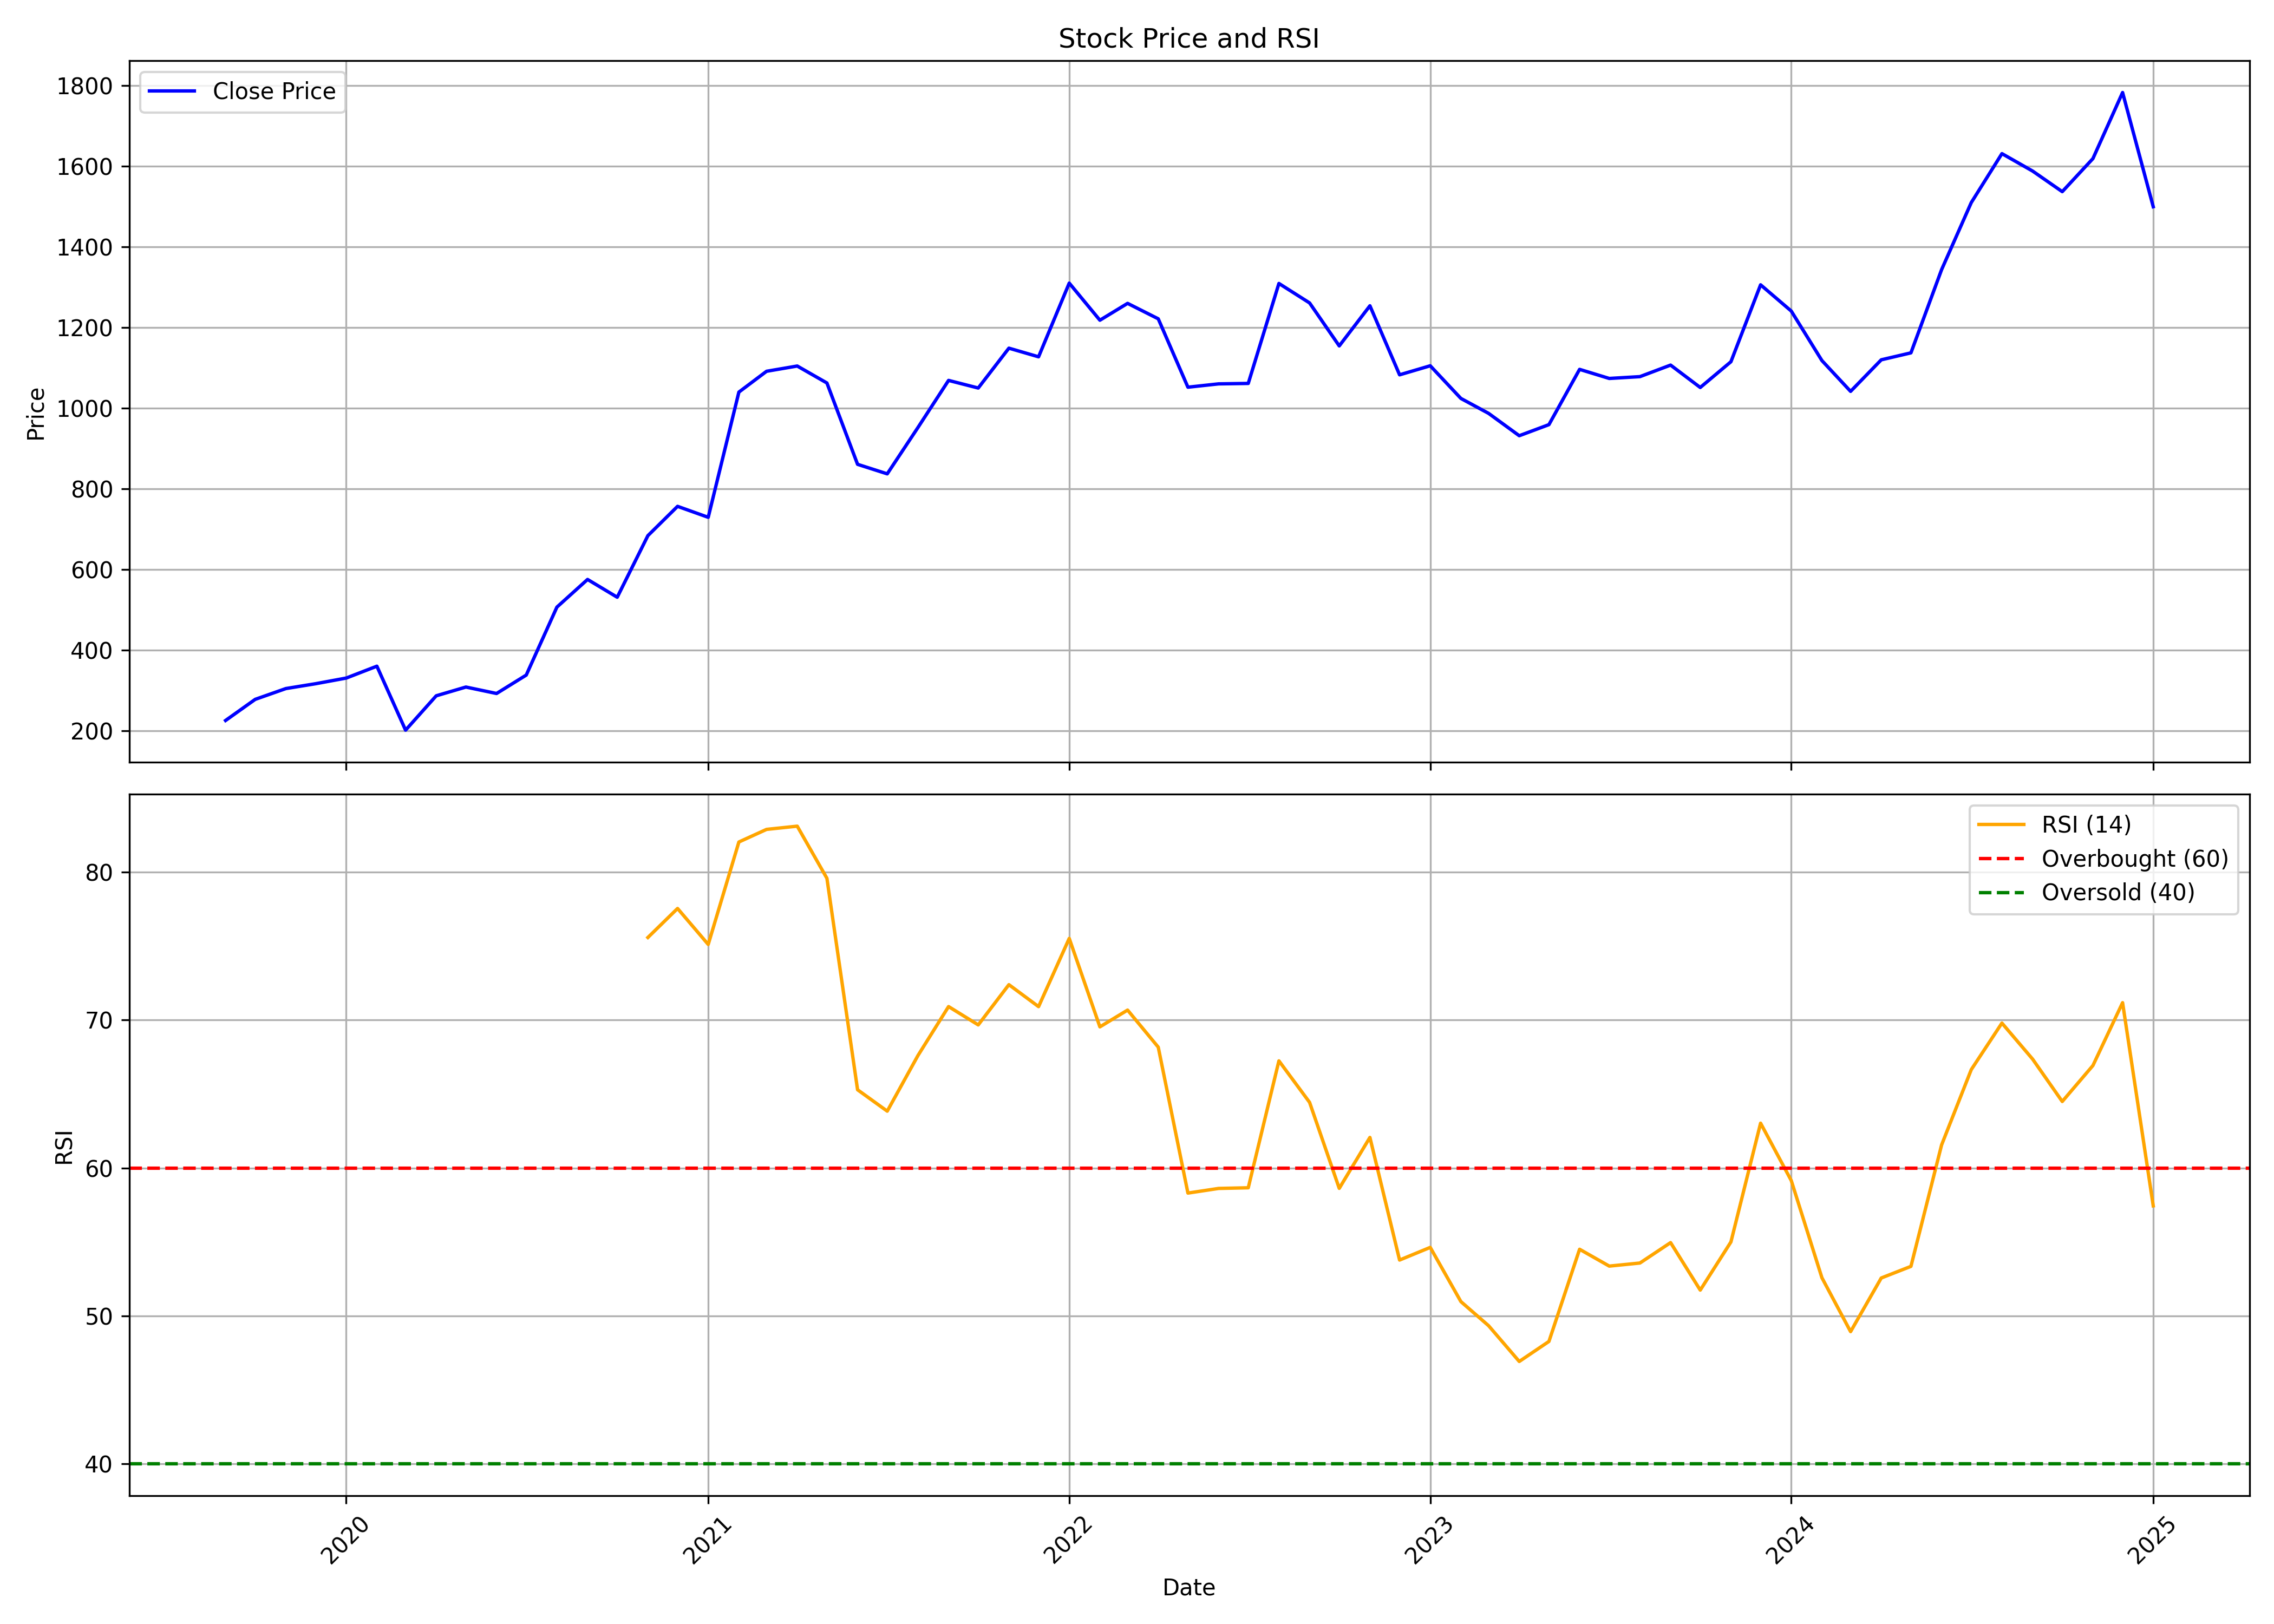 Stock Price and RSI
Close Price
1800
1600
1400
1200
1000
800
600
400
200
Price
RSI (14)
Overbought (60)
Oversold (40)
80
70
60
50
40
RSI
2020
2021
2022
2023
2024
2025
Date